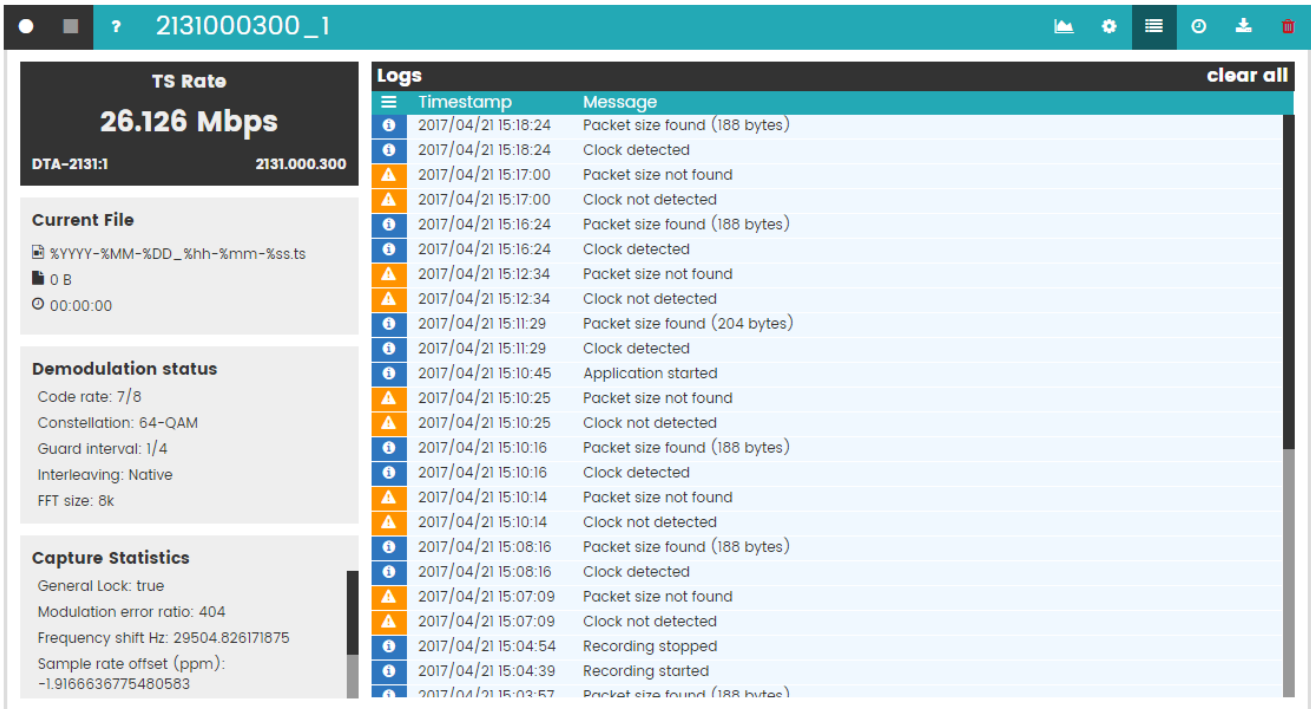 ? 2131000300_1
TS Rate
26.126 Mbps
DTA-2131:1 2131.000.300
Current File
%YYYY-%MM-%DD_%hh-%mm-%ss.ts
0 B
00:00:00
Demodulation status
Code rate: 7/8
Constellation: 64-QAM
Guard interval: 1/4
Interleaving: Native
FFT size: 8k
Capture Statistics
General Lock: true
Modulation error ratio: 404
Frequency shift Hz: 29504.826171875
Sample rate offset (ppm):
-1.9166636775480583
Logs clear all
Timestamp Message
2017/04/21 15:18:24 Packet size found (188 bytes)
2017/04/21 15:18:24 Clock detected
2017/04/21 15:17:00 Packet size not found
2017/04/21 15:17:00 Clock not detected
2017/04/21 15:16:24 Packet size found (188 bytes)
2017/04/21 15:16:24 Clock detected
2017/04/21 15:12:34 Packet size not found
2017/04/21 15:12:34 Clock not detected
2017/04/21 15:11:29 Packet size found (204 bytes)
2017/04/21 15:11:29 Clock detected
2017/04/21 15:10:45 Application started
2017/04/21 15:10:25 Packet size not found
2017/04/21 15:10:25 Clock not detected
2017/04/21 15:10:16 Packet size found (188 bytes)
2017/04/21 15:10:16 Clock detected
2017/04/21 15:10:14 Packet size not found
2017/04/21 15:10:14 Clock not detected
2017/04/21 15:08:16 Packet size found (188 bytes)
2017/04/21 15:08:16 Clock detected
2017/04/21 15:07:09 Packet size not found
2017/04/21 15:07:09 Clock not detected
2017/04/21 15:04:54 Recording stopped
2017/04/21 15:04:39 Recording started
2017/04/21 15:03:57 Packet size found (188 bytes)